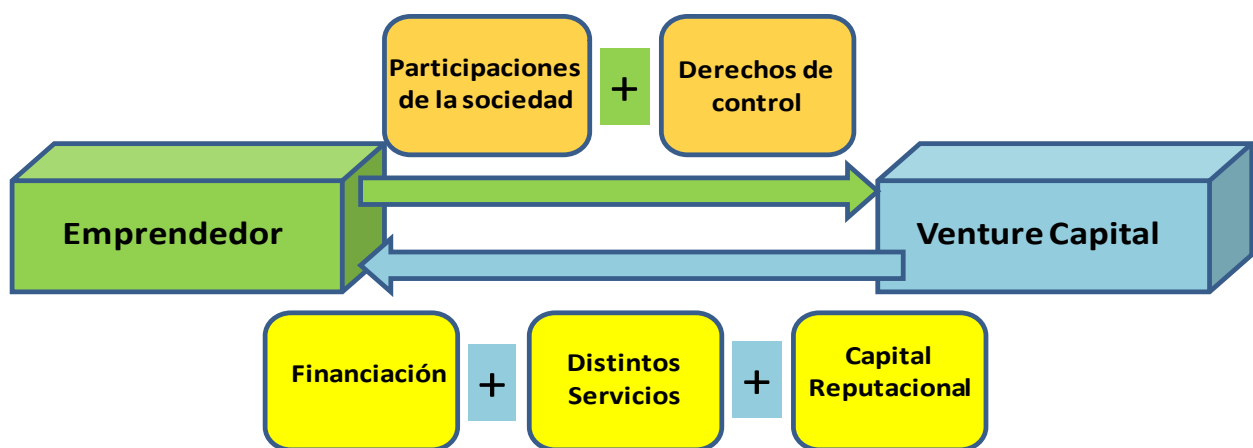 Participaciones
de la sociedad
+
Derechos de
control
Emprendedor
Venture Capital
Financiación
+
Distintos
Servicios
+
Capital
Reputacional